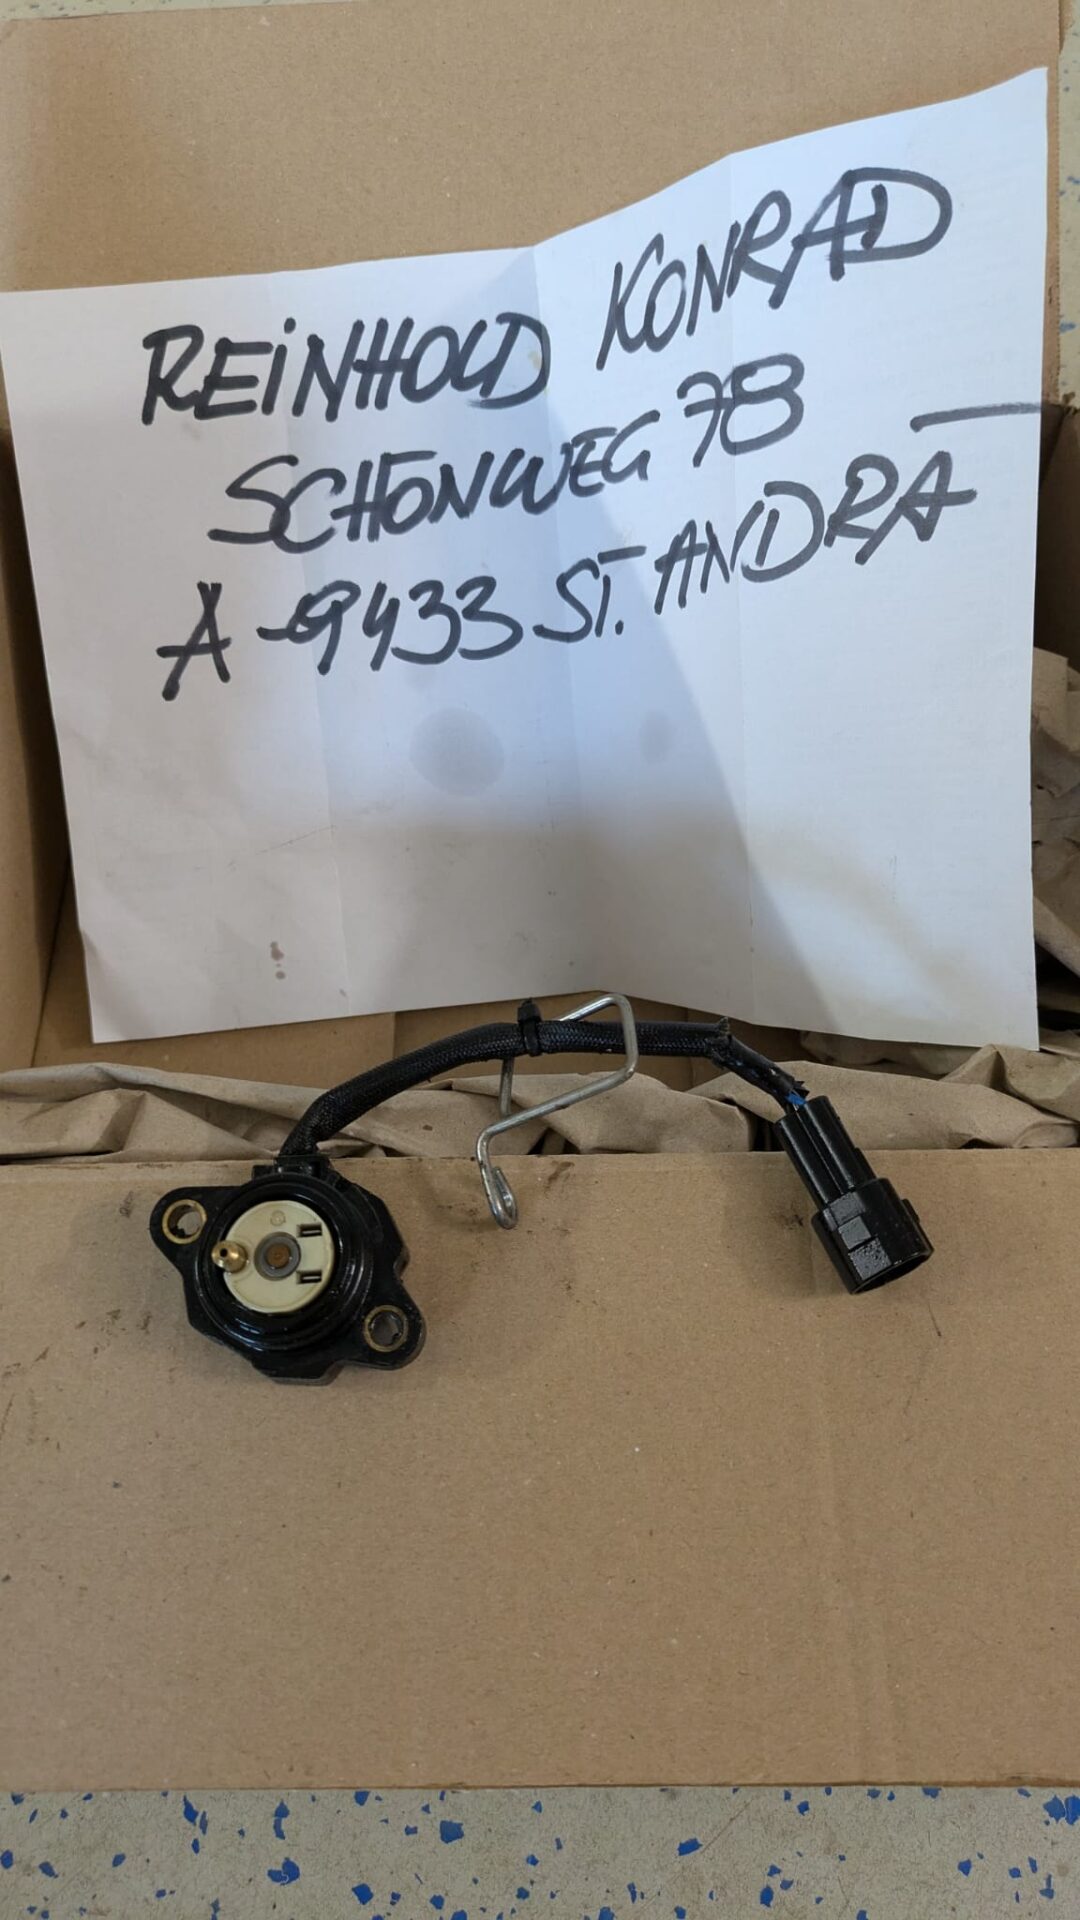 REINHOLD KONRAD
SCHÖNWEG 78
A-9433 ST. ANDRÄ